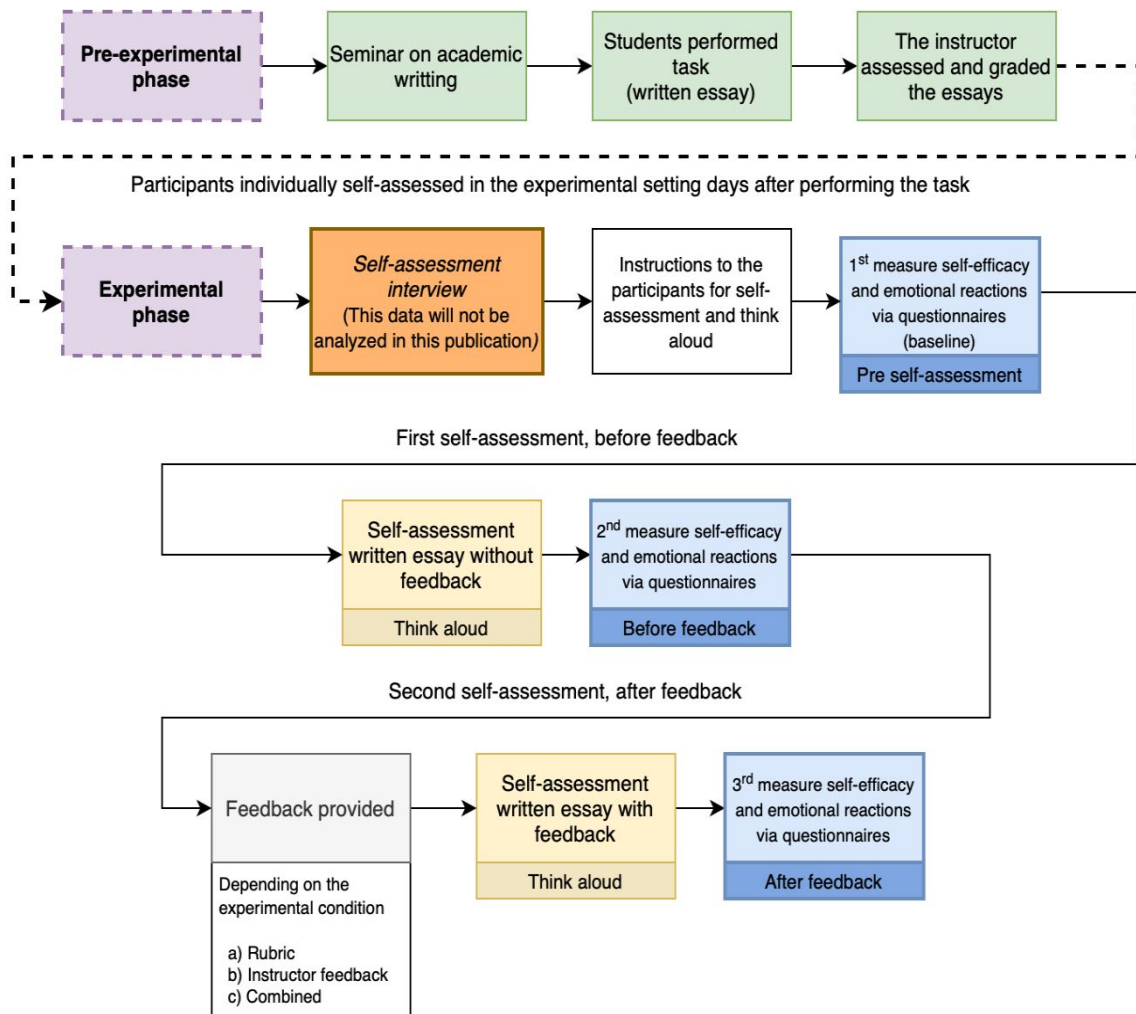 Pre-experimental
phase
Seminar on academic
writting
Students performed
task
(written essay)
The instructor
assessed and graded
the essays
Participants individually self-assessed in the experimental setting days after performing the task
Experimental
phase
Self-assessment
interview
(This data will not be
analyzed in this publication)
Instructions to the
participants for self-
assessment and think
aloud
1st measure self-efficacy
and emotional reactions
via questionnaires
(baseline)
Pre self-assessment
First self-assessment, before feedback
Self-assessment
written essay without
feedback
Think aloud
2nd measure self-efficacy
and emotional reactions
via questionnaires
Before feedback
Second self-assessment, after feedback
Feedback provided
Depending on the
experimental condition
a) Rubric
b) Instructor feedback
c) Combined
Self-assessment
written essay with
feedback
Think aloud
3rd measure self-efficacy
and emotional reactions
via questionnaires
After feedback